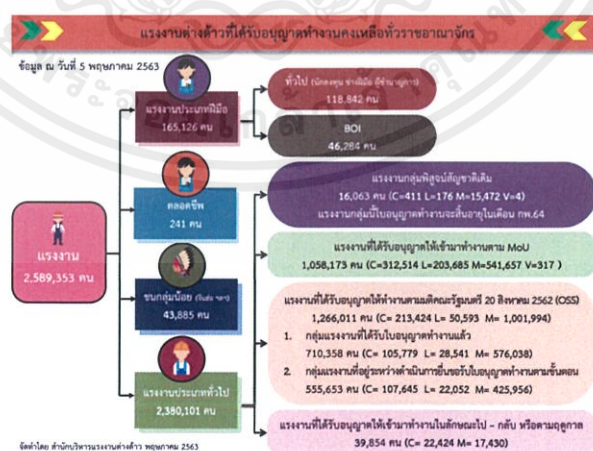 แรงงานต่างด้าวที่ได้รับอนุญาตทำงานคงเหลือทั่วราชอาณาจักร
ข้อมูล ณ วันที่ 5 พฤษภาคม 2563
แรงงาน
2,589,353 คน
แรงงานประเภทฝีมือ
165,126 คน
ทั่วไป (นักลงทุน ช่างฝีมือ ผู้ชำนาญการ)
118,842 คน
BOI
46,284 คน
ตลอดชีพ
241 คน
ชนกลุ่มน้อย
43,885 คน
แรงงานประเภททั่วไป
2,380,101 คน
แรงงานกลุ่มพิสูจน์สัญชาติเดิม
16,063 คน (C=411 L=176 M=15,472 V=4)
แรงงานกลุ่มนี้ใบอนุญาตทำงานจะสิ้นอายุในเดือน กพ.64
แรงงานที่ได้รับอนุญาตให้เข้ามาทำงานตาม MoU
1,058,173 คน (C=312,514 L=203,685 M=541,657 V=317 )
แรงงานที่ได้รับอนุญาตให้ทำงานตามมติคณะรัฐมนตรี 20 สิงหาคม 2562 (OSS)
1,266,011 คน (C= 213,424 L= 50,593 M= 1,001,994)
1. กลุ่มแรงงานที่ได้รับใบอนุญาตทำงานแล้ว
710,358 คน (C= 105,779 L= 28,541 M= 576,038)
2. กลุ่มแรงงานที่อยู่ระหว่างดำเนินการยื่นขอรับใบอนุญาตทำงานตามขั้นตอน
555,653 คน (C= 107,645 L= 22,052 M= 425,956)
แรงงานที่ได้รับอนุญาตให้เข้ามาทำงานในลักษณะไป – กลับ หรือตามฤดูกาล
39,854 คน (C= 22,424 M= 17,430)
จัดทำโดย สำนักบริหารแรงงานต่างด้าว พฤษภาคม 2563